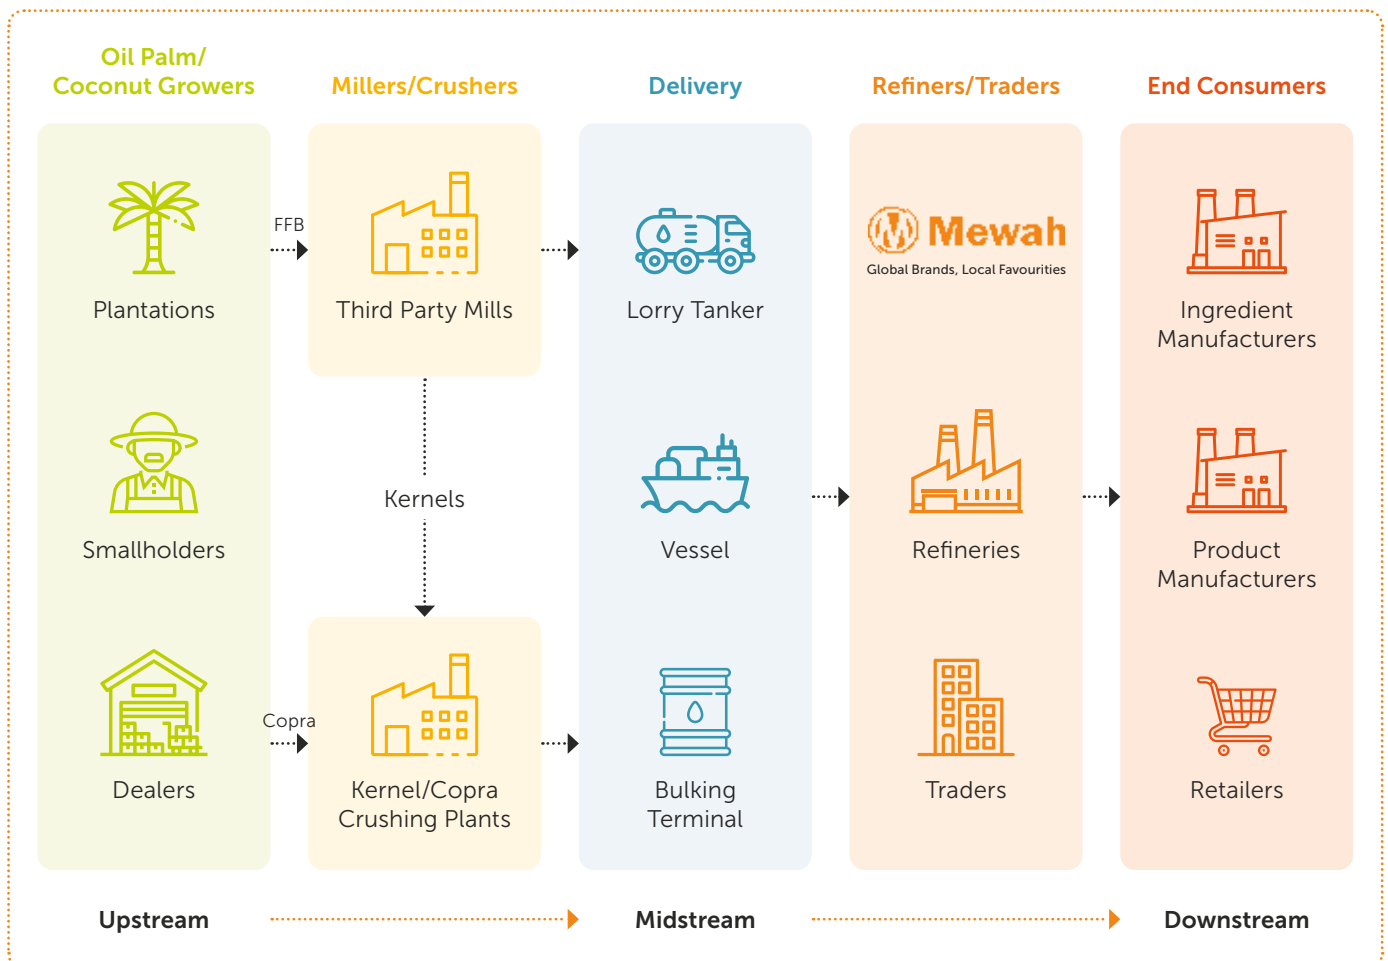 Oil Palm/
Coconut Growers
Millers/Crushers
Delivery
Refiners/Traders
End Consumers
Plantations
FFB
Third Party Mills
Lorry Tanker
Mewah
Global Brands, Local Favourities
Ingredient
Manufacturers
Smallholders
Kernels
Vessel
Refineries
Product
Manufacturers
Dealers
Copra
Kernel/Copra
Crushing Plants
Bulking
Terminal
Traders
Retailers
Upstream
Midstream
Downstream